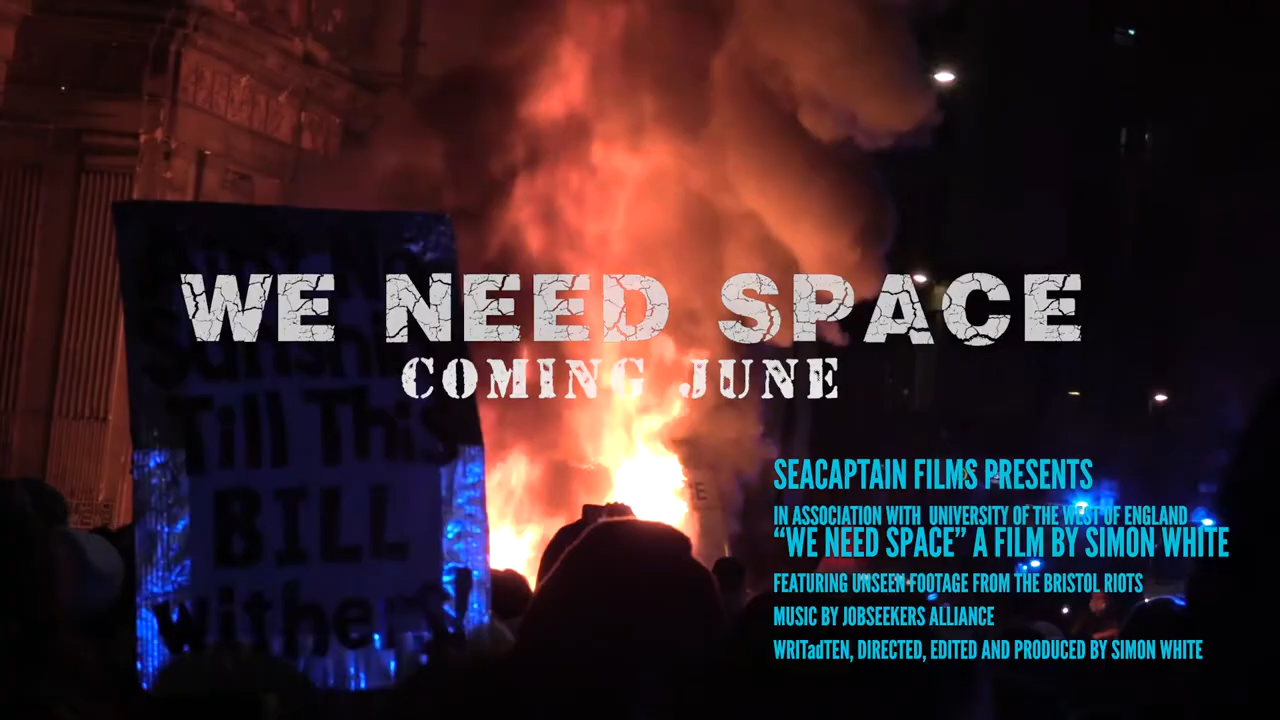 WE NEED SPACE
COMING JUNE
Till This
BILL
withers!
SEACAPTAIN FILMS PRESENTS
IN ASSOCIATION WITH UNIVERSITY OF THE WEST OF ENGLAND
“WE NEED SPACE” A FILM BY SIMON WHITE
FEATURING UNSEEN FOOTAGE FROM THE BRISTOL RIOTS
MUSIC BY JOBSEEKERS ALLIANCE
WRITadTEN, DIRECTED, EDITED AND PRODUCED BY SIMON WHITE